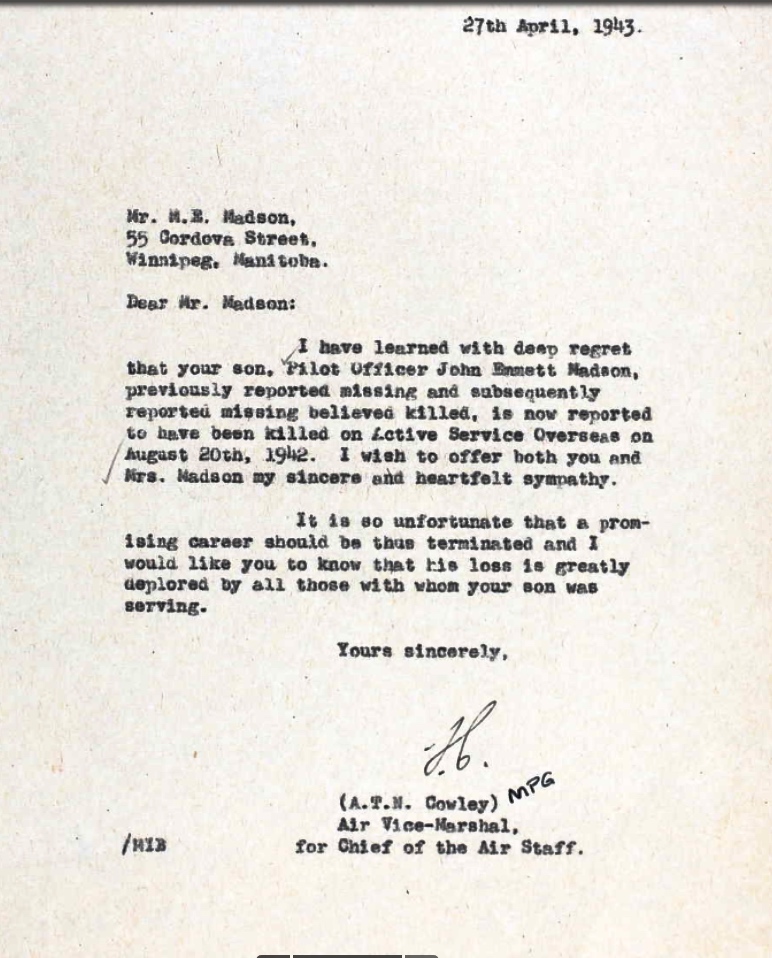 27th April, 1943.
Mr. M.E. Madson,
55 Cordova Street,
Winnipeg, Manitoba.
Dear Mr. Madson:
I have learned with deep regret
that your son, Pilot Officer John Emmett Madson,
previously reported missing and subsequently
reported missing believed killed, is now reported
to have been killed on Active Service Overseas on
August 20th, 1942. I wish to offer both you and
Mrs. Madson my sincere and heartfelt sympathy.
It is so unfortunate that a prom-
ising career should be thus terminated and I
would like you to know that his loss is greatly
deplored by all those with whom your son was
serving.
Yours sincerely,
(A.T.N. Cowley) MPG
Air Vice-Marshal,
/MIB for Chief of the Air Staff.